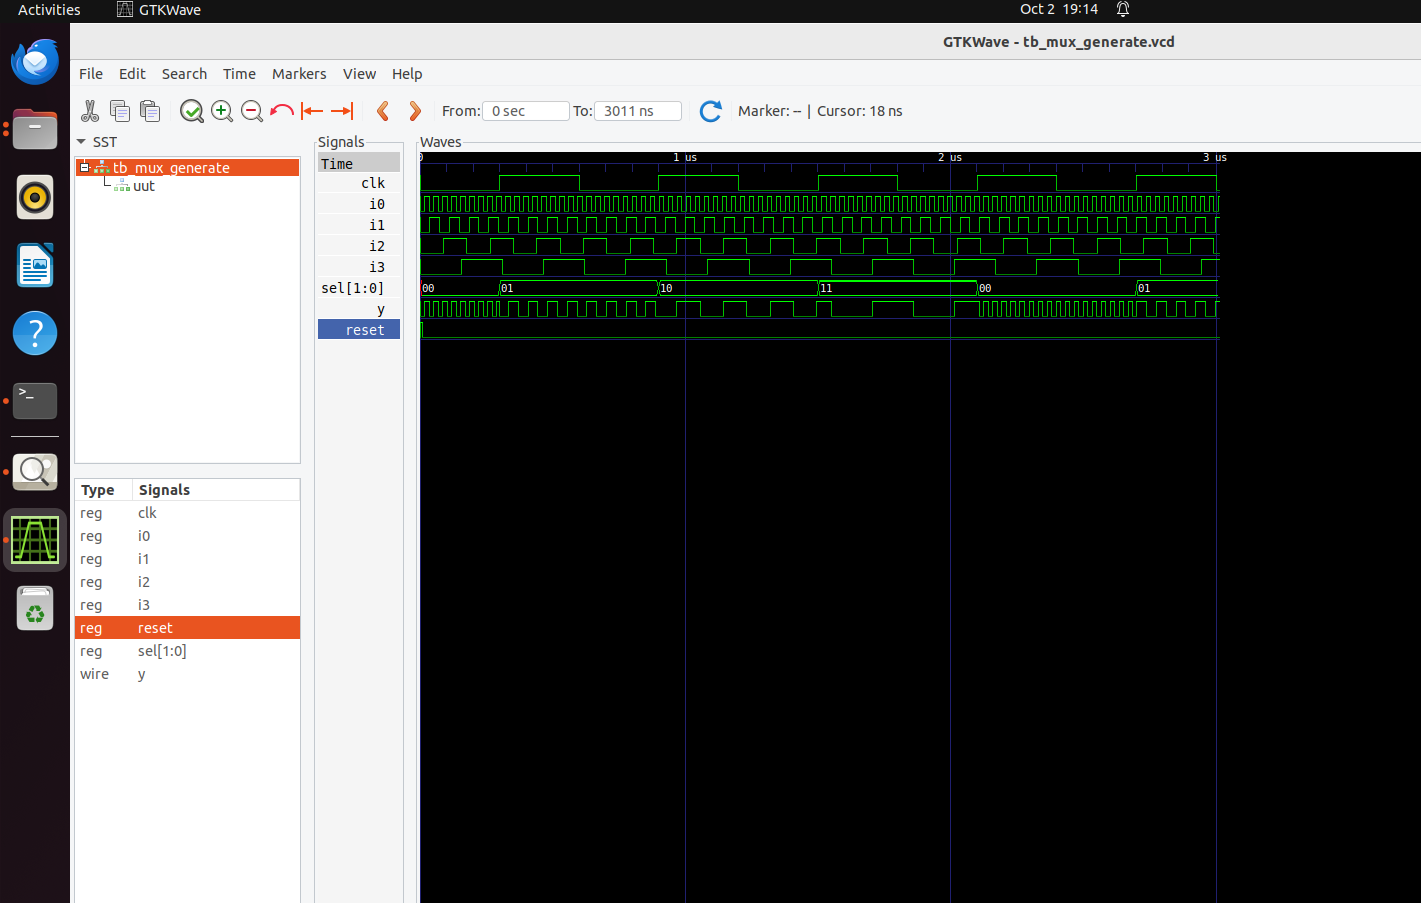 Activities GTKWave Oct 2 19:14
GTKWave - tb_mux_generate.vcd
File Edit Search Time Markers View Help
From: 0 sec To: 3011 ns Marker: -- | Cursor: 18 ns
SST
tb_mux_generate
uut
Type Signals
reg clk
reg i0
reg i1
reg i2
reg i3
reg reset
reg sel[1:0]
wire y
Signals
Time
clk
i0
i1
i2
i3
sel[1:0]
y
reset
Waves
0 1 us 2 us 3 us
00 01 10 11 00 01
>_
?